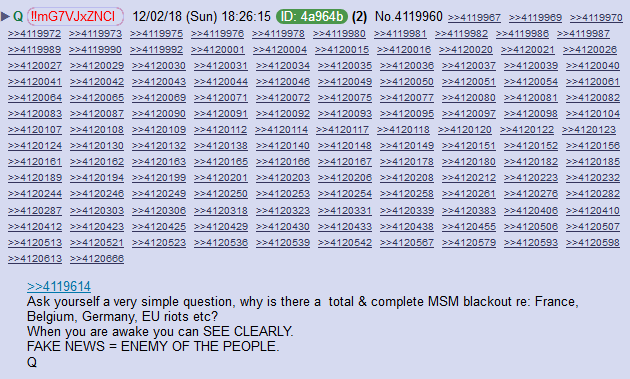 Q !!mG7VJxZNCI 12/02/18 (Sun) 18:26:15 ID: 4a964b (2) No.4119960 >>4119967 >>4119969 >>4119970
>>4119972 >>4119973 >>4119975 >>4119976 >>4119978 >>4119980 >>4119981 >>4119982 >>4119986 >>4119987
>>4119989 >>4119990 >>4119992 >>4120001 >>4120004 >>4120015 >>4120016 >>4120020 >>4120021 >>4120026
>>4120027 >>4120029 >>4120030 >>4120031 >>4120034 >>4120035 >>4120036 >>4120037 >>4120039 >>4120040
>>4120041 >>4120042 >>4120043 >>4120044 >>4120046 >>4120049 >>4120050 >>4120051 >>4120054 >>4120061
>>4120064 >>4120065 >>4120069 >>4120071 >>4120072 >>4120075 >>4120077 >>4120080 >>4120081 >>4120082
>>4120083 >>4120087 >>4120090 >>4120091 >>4120092 >>4120093 >>4120095 >>4120097 >>4120098 >>4120104
>>4120107 >>4120108 >>4120109 >>4120112 >>4120114 >>4120117 >>4120118 >>4120120 >>4120122 >>4120123
>>4120124 >>4120130 >>4120132 >>4120138 >>4120140 >>4120148 >>4120149 >>4120151 >>4120152 >>4120156
>>4120161 >>4120162 >>4120163 >>4120165 >>4120166 >>4120167 >>4120178 >>4120180 >>4120182 >>4120185
>>4120189 >>4120194 >>4120199 >>4120201 >>4120203 >>4120206 >>4120208 >>4120212 >>4120223 >>4120232
>>4120244 >>4120246 >>4120249 >>4120250 >>4120253 >>4120254 >>4120258 >>4120261 >>4120276 >>4120282
>>4120287 >>4120303 >>4120306 >>4120318 >>4120323 >>4120331 >>4120339 >>4120383 >>4120406 >>4120410
>>4120412 >>4120423 >>4120425 >>4120429 >>4120430 >>4120433 >>4120438 >>4120455 >>4120506 >>4120507
>>4120513 >>4120521 >>4120523 >>4120536 >>4120539 >>4120542 >>4120567 >>4120579 >>4120593 >>4120598
>>4120613 >>4120666
>>4119614
Ask yourself a very simple question, why is there a total & complete MSM blackout re: France,
Belgium, Germany, EU riots etc?
When you are awake you can SEE CLEARLY.
FAKE NEWS = ENEMY OF THE PEOPLE.
Q